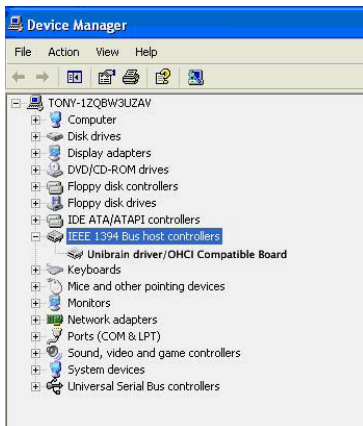 Device Manager
File Action View Help
TONY-1ZQBW3UZAV
Computer
Disk drives
Display adapters
DVD/CD-ROM drives
Floppy disk controllers
Floppy disk drives
IDE ATA/ATAPI controllers
IEEE 1394 Bus host controllers
Unibrain driver/OHCI Compatible Board
Keyboards
Mice and other pointing devices
Monitors
Network adapters
Ports (COM & LPT)
Sound, video and game controllers
System devices
Universal Serial Bus controllers